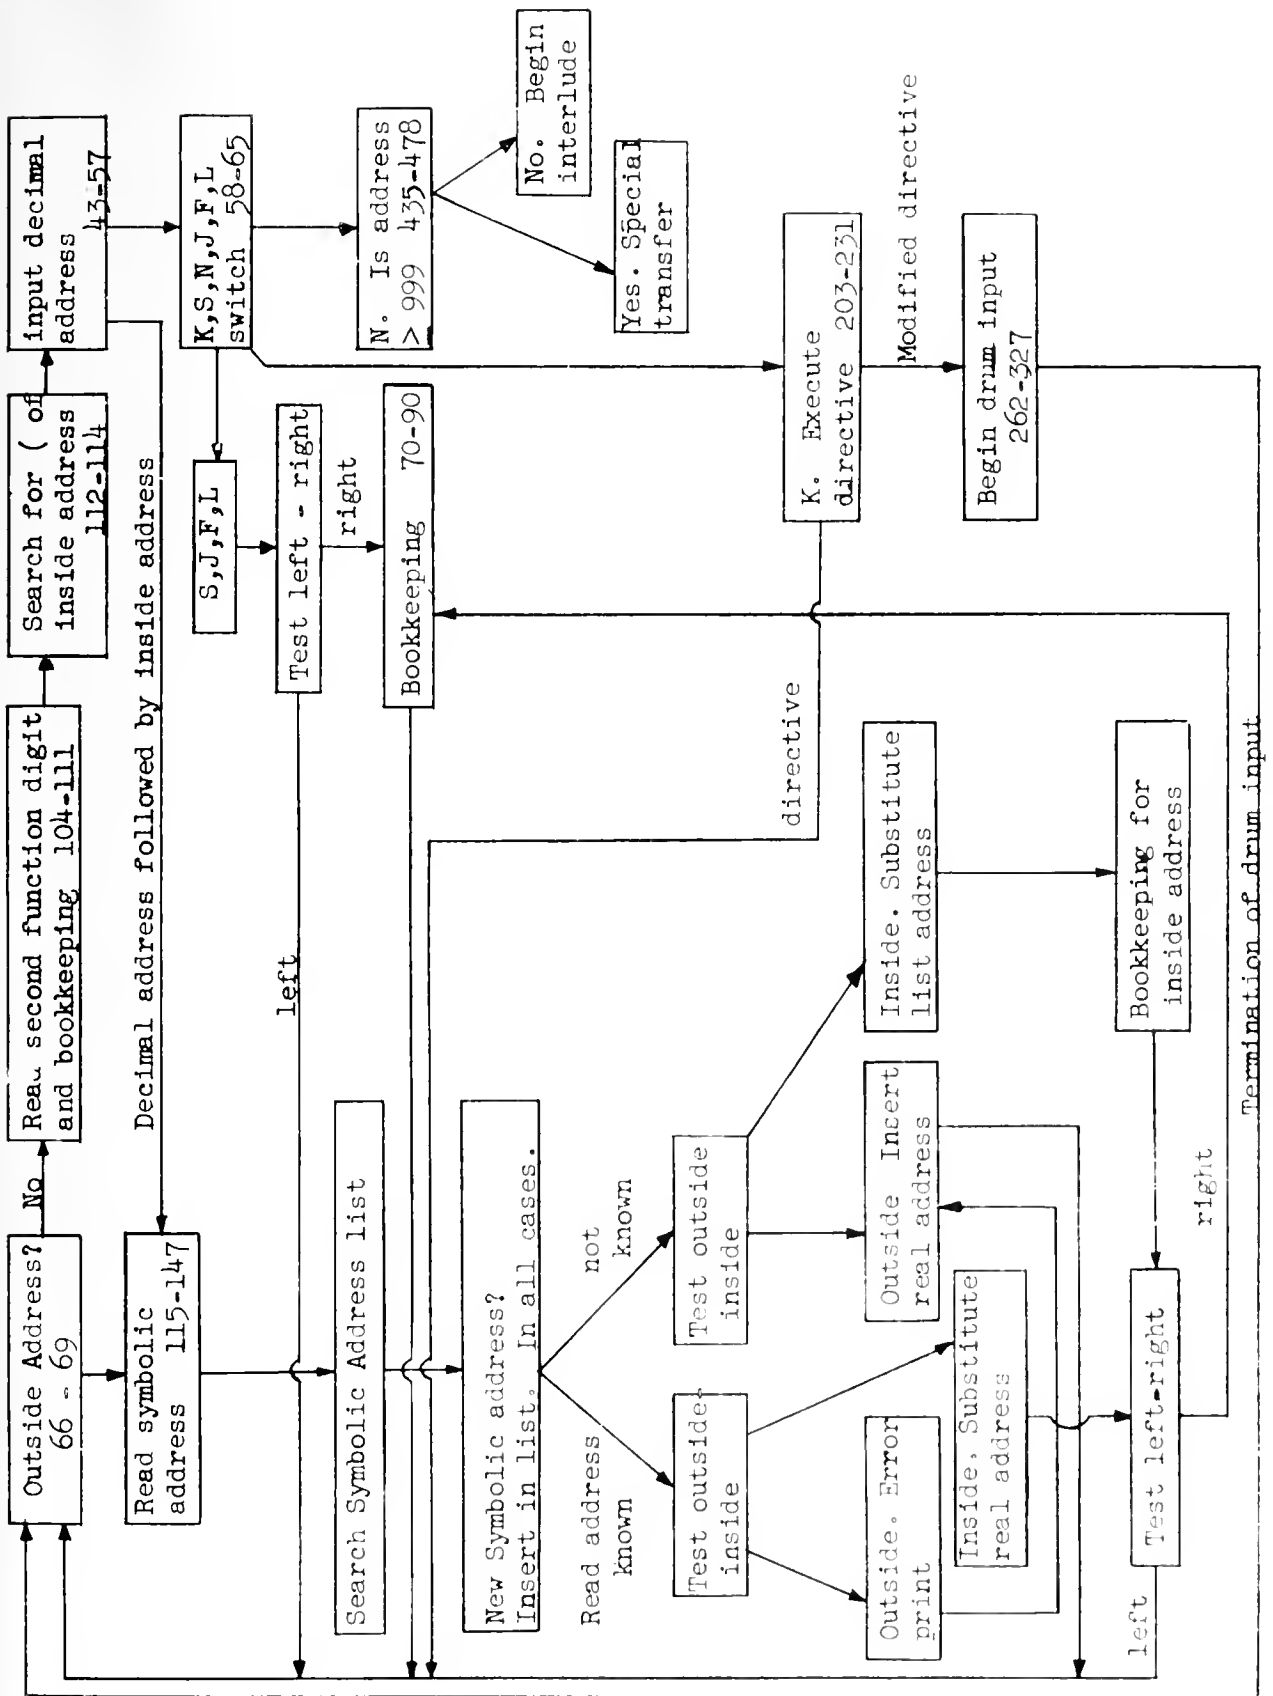 Outside Address?
66 - 69
No
Read second function digit
and bookkeeping 104-111
Search for ( of
inside address
112-114
input decimal
address
43-57
Read symbolic
address 115-147
Decimal address followed by inside address
K,S,N,J,F,L
switch 58-65
S,J,F,L
left
Test left - right
right
Search Symbolic Address list
Bookkeeping 70-90
N. Is address
> 999 435-478
No. Begin
interlude
Yes. Special
transfer
New Symbolic address?
Insert in list. In all cases.
Read address
known
not
known
Test outside-
inside
Test outside
inside
directive
K. Execute
directive 203-231
Modified directive
Outside. Error
print
Inside. Substitute
real address
Outside Incert
real address
Inside. Substitute
list address
Begin drum input
262-327
left
Test left-right
right
Bookkeeping for
inside address
Termination of drum input